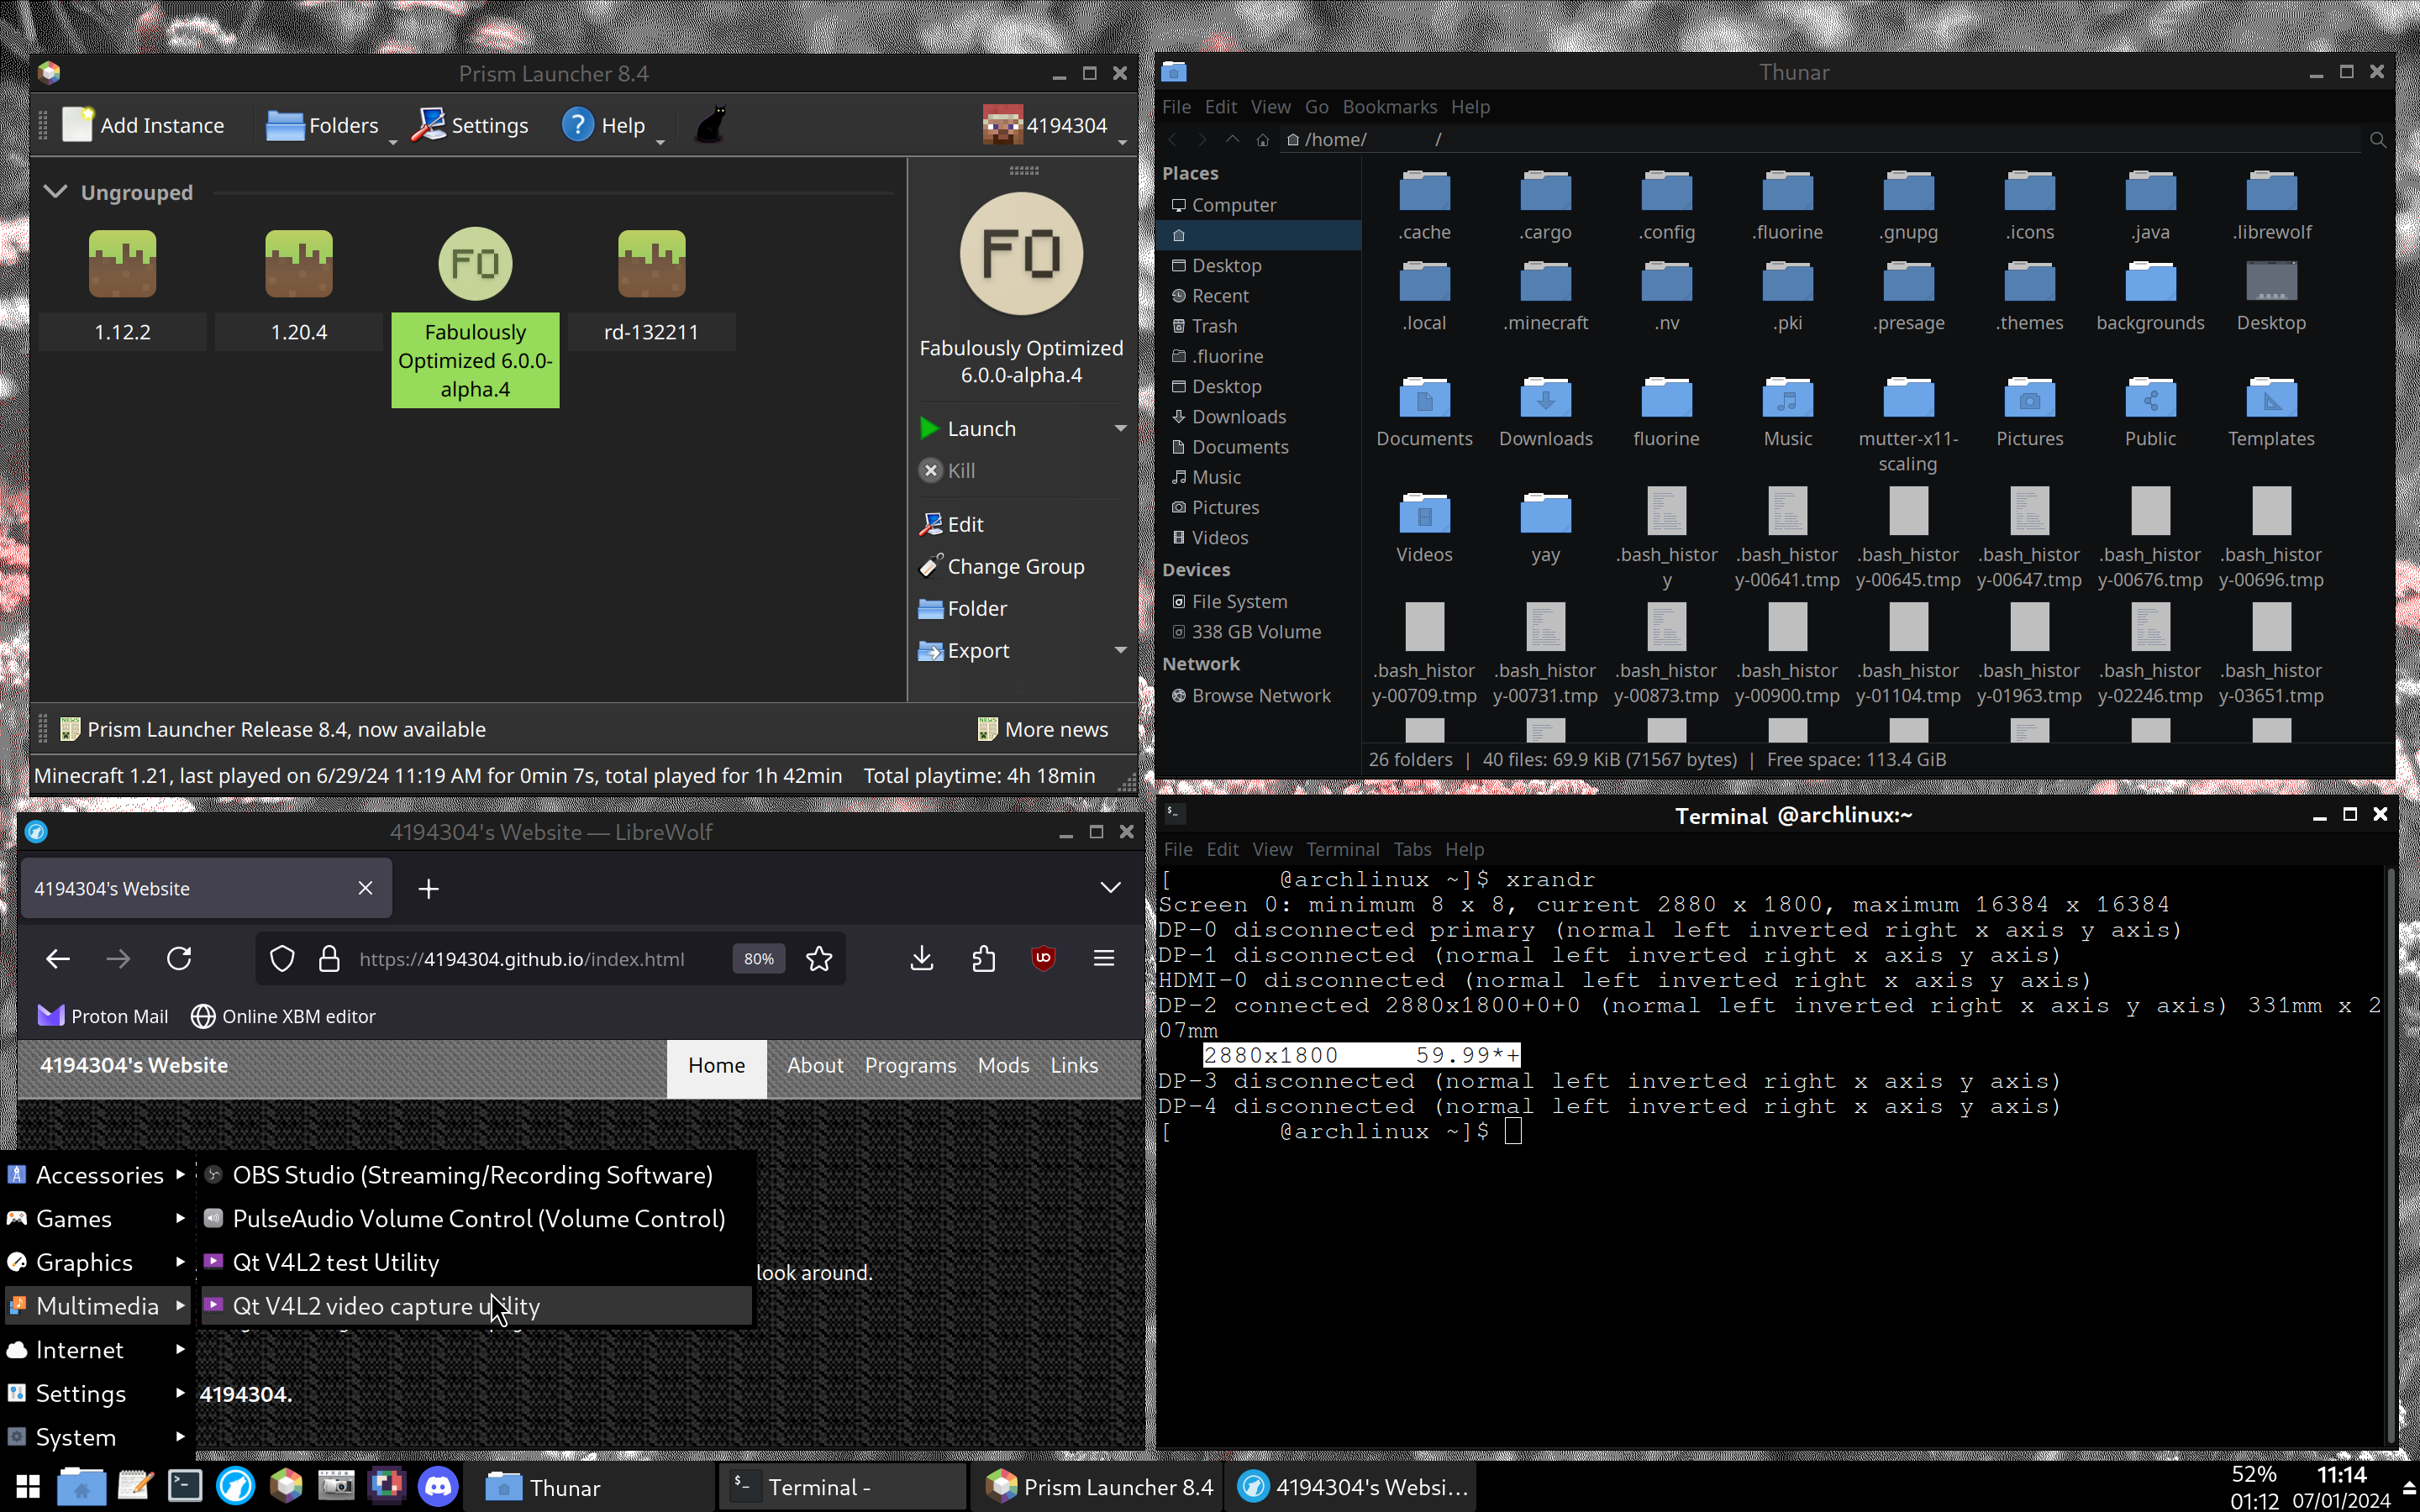 Prism Launcher 8.4
Add Instance
Folders
Settings
Help
4194304
Ungrouped
1.12.2
1.20.4
Fabulously
Optimized 6.0.0-
alpha.4
rd-132211
FO
FO
Fabulously Optimized
6.0.0-alpha.4
Launch
Kill
Edit
Change Group
Folder
Export
Prism Launcher Release 8.4, now available
More news
Minecraft 1.21, last played on 6/29/24 11:19 AM for 0min 7s, total played for 1h 42min
Total playtime: 4h 18min
Thunar
File Edit View Go Bookmarks Help
/home/ /
Places
Computer
Desktop
Recent
Trash
.fluorine
Desktop
Downloads
Documents
Music
Pictures
Videos
Devices
File System
338 GB Volume
Network
Browse Network
.cache .cargo .config .fluorine .gnupg .icons .java .librewolf
.local .minecraft .nv .pki .presage .themes backgrounds Desktop
Documents Downloads fluorine Music mutter-x11- Pictures Public Templates
scaling
Videos yay .bash_histor .bash_histor .bash_histor .bash_histor .bash_histor .bash_histor
y y-00641.tmp y-00645.tmp y-00647.tmp y-00676.tmp y-00696.tmp
.bash_histor .bash_histor .bash_histor .bash_histor .bash_histor .bash_histor .bash_histor .bash_histor
y-00709.tmp y-00731.tmp y-00873.tmp y-00900.tmp y-01104.tmp y-01963.tmp y-02246.tmp y-03651.tmp
26 folders | 40 files: 69.9 KiB (71567 bytes) | Free space: 113.4 GiB
4194304's Website — LibreWolf
4194304's Website
https://4194304.github.io/index.html
80%
Proton Mail
Online XBM editor
4194304's Website
Home
About
Programs
Mods
Links
look around.
4194304.
Terminal @archlinux:~
File Edit View Terminal Tabs Help
[ @archlinux ~]$ xrandr
Screen 0: minimum 8 x 8, current 2880 x 1800, maximum 16384 x 16384
DP-0 disconnected primary (normal left inverted right x axis y axis)
DP-1 disconnected (normal left inverted right x axis y axis)
HDMI-0 disconnected (normal left inverted right x axis y axis)
DP-2 connected 2880x1800+0+0 (normal left inverted right x axis y axis) 331mm x 2
07mm
2880x1800 59.99*+
DP-3 disconnected (normal left inverted right x axis y axis)
DP-4 disconnected (normal left inverted right x axis y axis)
[ @archlinux ~]$
Accessories
Games
Graphics
Multimedia
Internet
Settings
System
OBS Studio (Streaming/Recording Software)
PulseAudio Volume Control (Volume Control)
Qt V4L2 test Utility
Qt V4L2 video capture utility
Thunar
Terminal -
Prism Launcher 8.4
4194304's Websi...
52%
01:12
11:14
07/01/2024